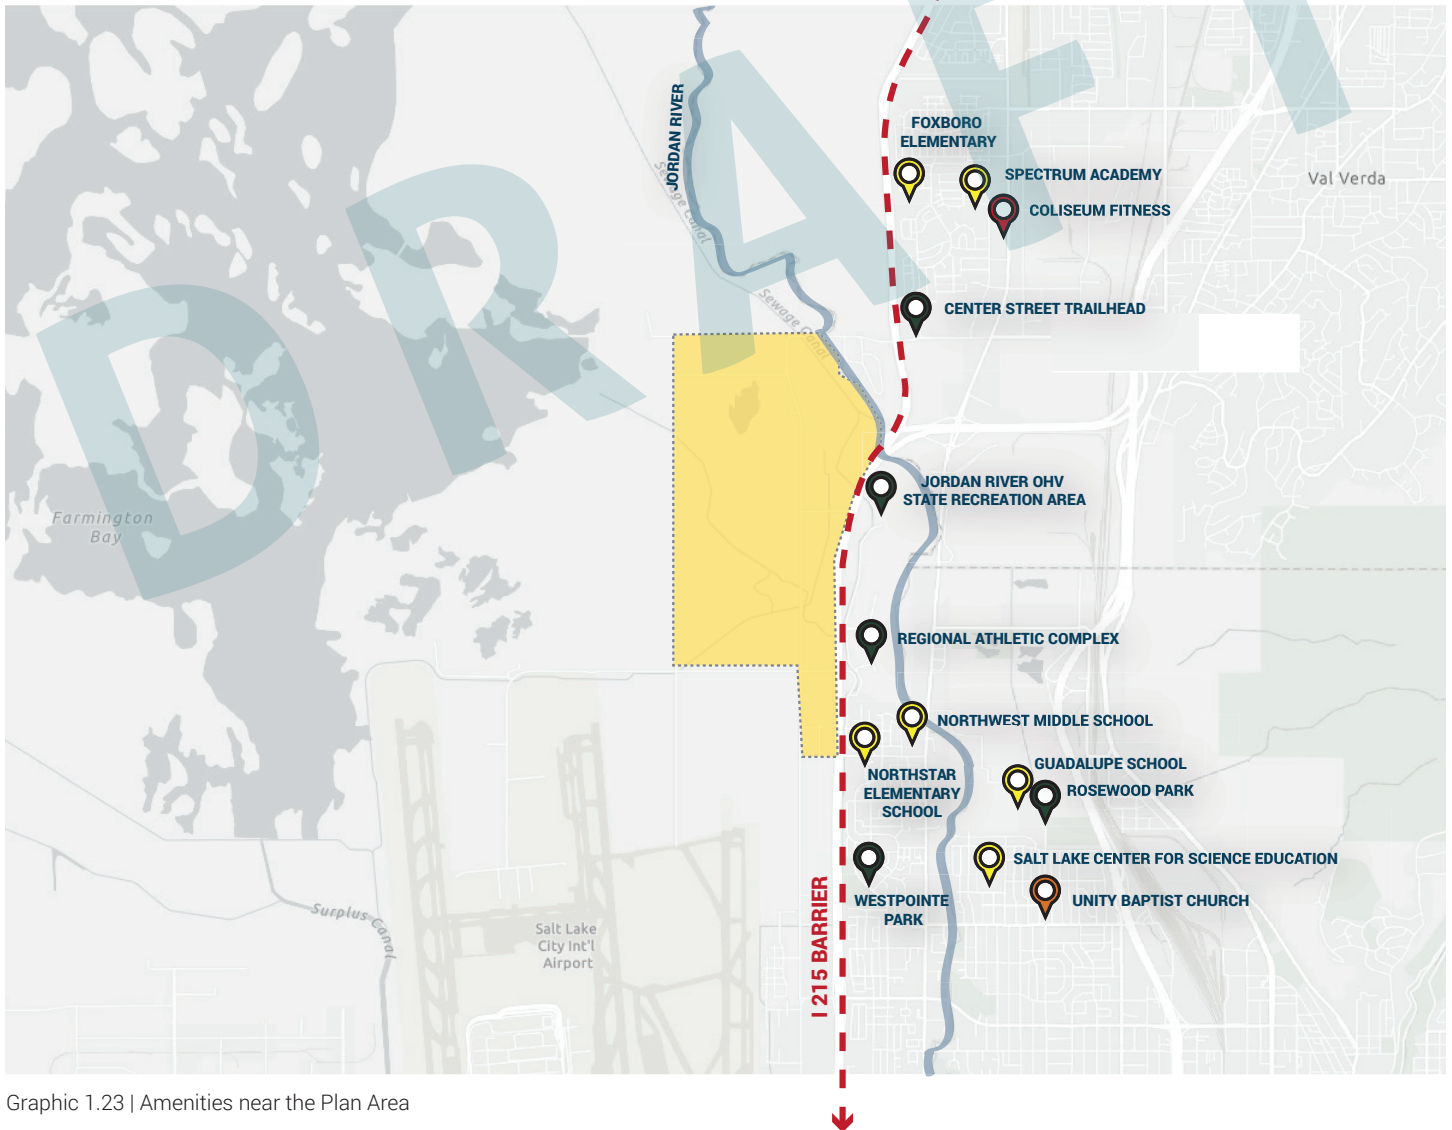 DRAFT
JORDAN RIVER
Sewage Canal
FOXBORO
ELEMENTARY
SPECTRUM ACADEMY
COLISEUM FITNESS
Val Verda
Sewage Canal
CENTER STREET TRAILHEAD
JORDAN RIVER OHV
STATE RECREATION AREA
Farmington
Bay
REGIONAL ATHLETIC COMPLEX
NORTHWEST MIDDLE SCHOOL
NORTHSTAR
ELEMENTARY
SCHOOL
GUADALUPE SCHOOL
ROSEWOOD PARK
SALT LAKE CENTER FOR SCIENCE EDUCATION
WESTPOINTE
PARK
UNITY BAPTIST CHURCH
Surplus Canal
Salt Lake
City Int'l
Airport
I 215 BARRIER
Graphic 1.23 | Amenities near the Plan Area